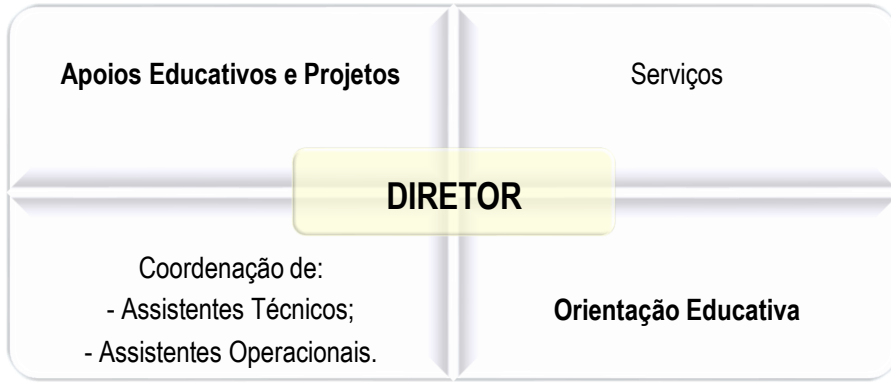 Apoios Educativos e Projetos
Serviços
DIRETOR
Coordenação de:
- Assistentes Técnicos;
- Assistentes Operacionais.
Orientação Educativa